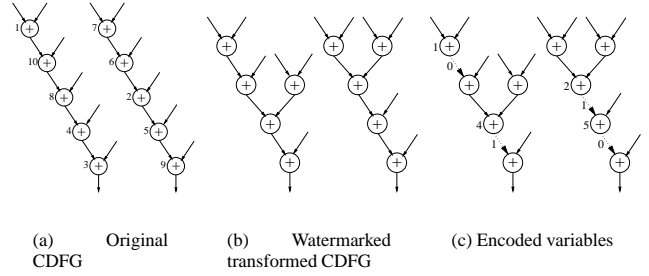 1 +
7 +
10 +
6 +
8 +
2 +
4 +
5 +
3 +
9 +
+ + +
+ + +
+ +
+ +
1 + + +
0 1
+ + 2 +
4 + 5 +
1 0
+ +
(a) Original CDFG
(b) Watermarked transformed CDFG
(c) Encoded variables